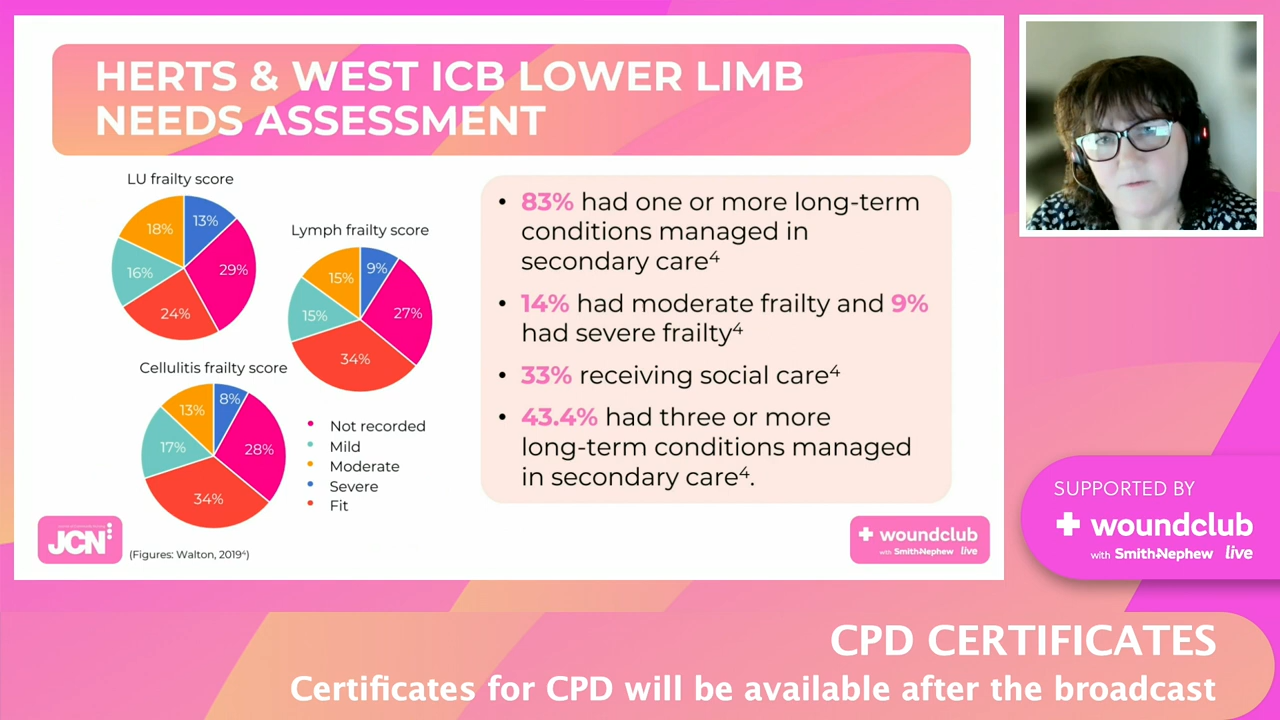 HERTS & WEST ICB LOWER LIMB
NEEDS ASSESSMENT
LU frailty score
13%
29%
24%
16%
18%
Lymph frailty score
9%
27%
34%
15%
15%
Cellulitis frailty score
8%
28%
34%
17%
13%
• Not recorded
• Mild
• Moderate
• Severe
• Fit
• 83% had one or more long-term
conditions managed in
secondary care⁴
• 14% had moderate frailty and 9%
had severe frailty⁴
• 33% receiving social care⁴
• 43.4% had three or more
long-term conditions managed
in secondary care⁴.
JCN
(Figures: Walton, 2019⁴)
woundclub
with Smith+Nephew live
SUPPORTED BY
woundclub
with Smith+Nephew live
CPD CERTIFICATES
Certificates for CPD will be available after the broadcast